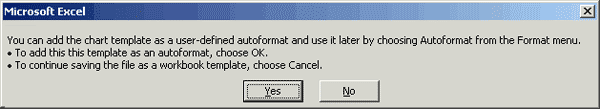 Microsoft Excel
You can add the chart template as a user-defined autoformat and use it later by choosing Autoformat from the Format menu.
• To add this this template as an autoformat, choose OK.
• To continue saving the file as a workbook template, choose Cancel.
Yes No